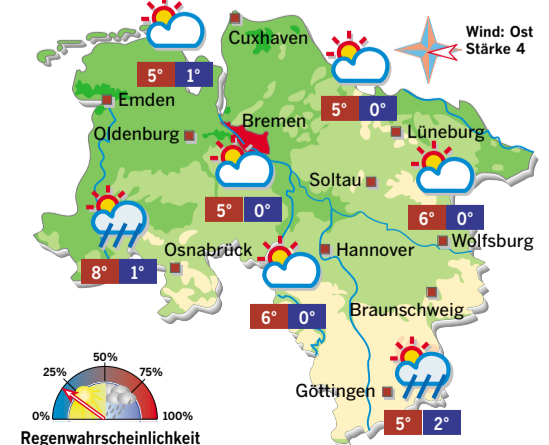 Wind: Ost
Stärke 4
Cuxhaven
5° 1°
5° 0°
Emden
Bremen
Oldenburg
Lüneburg
Soltau
5° 0°
6° 0°
Osnabrück
Hannover
Wolfsburg
8° 1°
6° 0°
Braunschweig
50%
25%
75%
Göttingen
0%
100%
5° 2°
Regenwahrscheinlichkeit